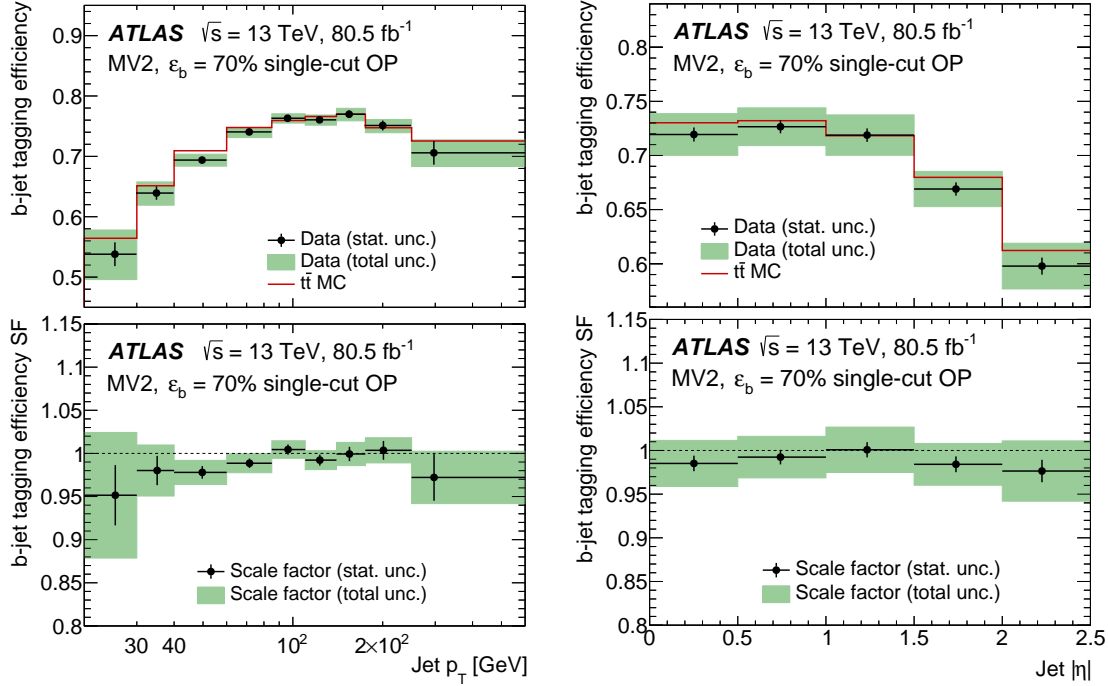 b-jet tagging efficiency
0.9
0.8
0.7
0.6
0.5
ATLAS √s = 13 TeV, 80.5 fb⁻¹
MV2, ε_b = 70% single-cut OP
Data (stat. unc.)
Data (total unc.)
tt̄ MC
b-jet tagging efficiency
0.8
0.75
0.7
0.65
0.6
ATLAS √s = 13 TeV, 80.5 fb⁻¹
MV2, ε_b = 70% single-cut OP
Data (stat. unc.)
Data (total unc.)
tt̄ MC
b-jet tagging efficiency SF
1.15
1.1
1.05
1
0.95
0.9
0.85
0.8
ATLAS √s = 13 TeV, 80.5 fb⁻¹
MV2, ε_b = 70% single-cut OP
Scale factor (stat. unc.)
Scale factor (total unc.)
30 40 10² 2×10²
Jet p_T [GeV]
b-jet tagging efficiency SF
1.15
1.1
1.05
1
0.95
0.9
0.85
0.8
ATLAS √s = 13 TeV, 80.5 fb⁻¹
MV2, ε_b = 70% single-cut OP
Scale factor (stat. unc.)
Scale factor (total unc.)
0 0.5 1 1.5 2 2.5
Jet |η|